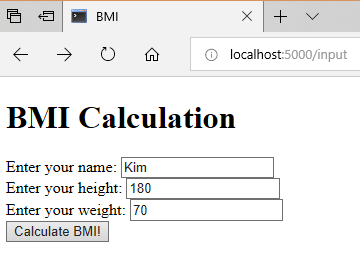 BMI
localhost:5000/input
BMI Calculation
Enter your name: Kim
Enter your height: 180
Enter your weight: 70
Calculate BMI!